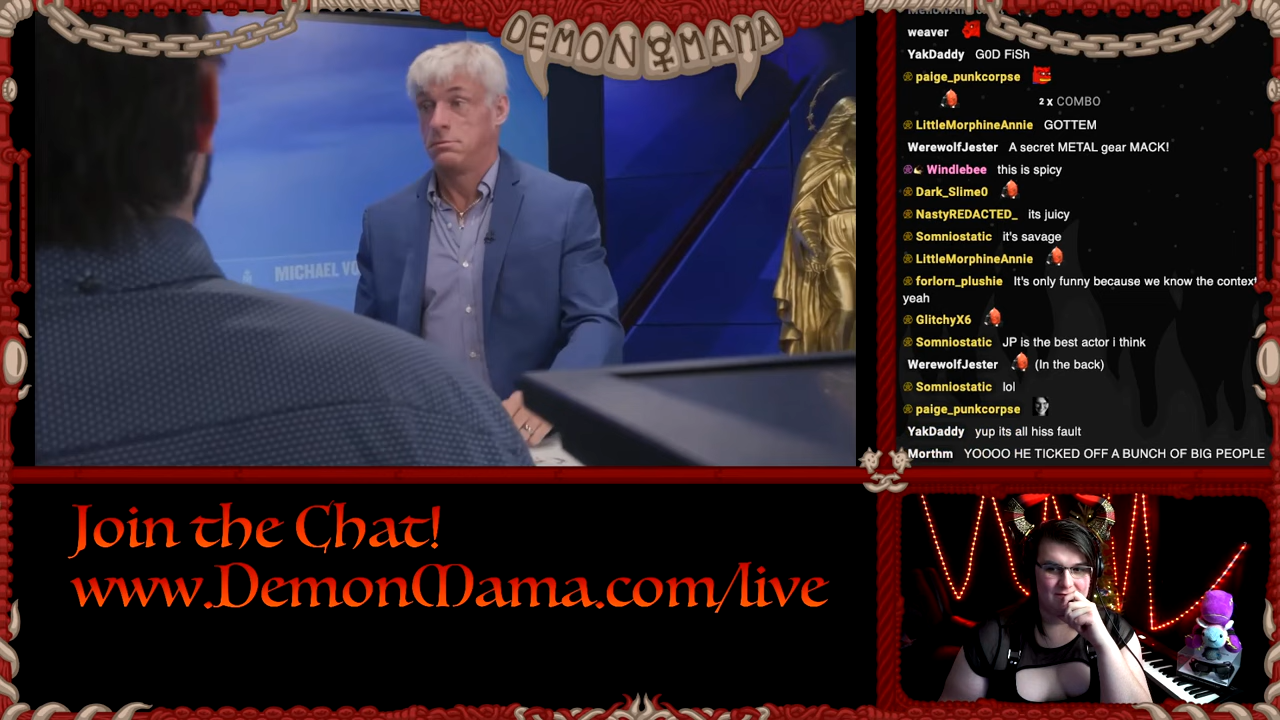 DEMON MAMA
MICHAEL VO
weaver
YakDaddy G0D FiSh
paige_punkcorpse
2 x COMBO
LittleMorphineAnnie GOTTEM
WerewolfJester A secret METAL gear MACK!
Windlebee this is spicy
Dark_Slime0
NastyREDACTED_ its juicy
Somniostatic it's savage
LittleMorphineAnnie
forlorn_plushie It's only funny because we know the context
yeah
GlitchyX6
Somniostatic JP is the best actor i think
WerewolfJester (In the back)
Somniostatic lol
paige_punkcorpse
YakDaddy yup its all hiss fault
Morthm YOOOO HE TICKED OFF A BUNCH OF BIG PEOPLE
Join the Chat!
www.DemonMama.com/live